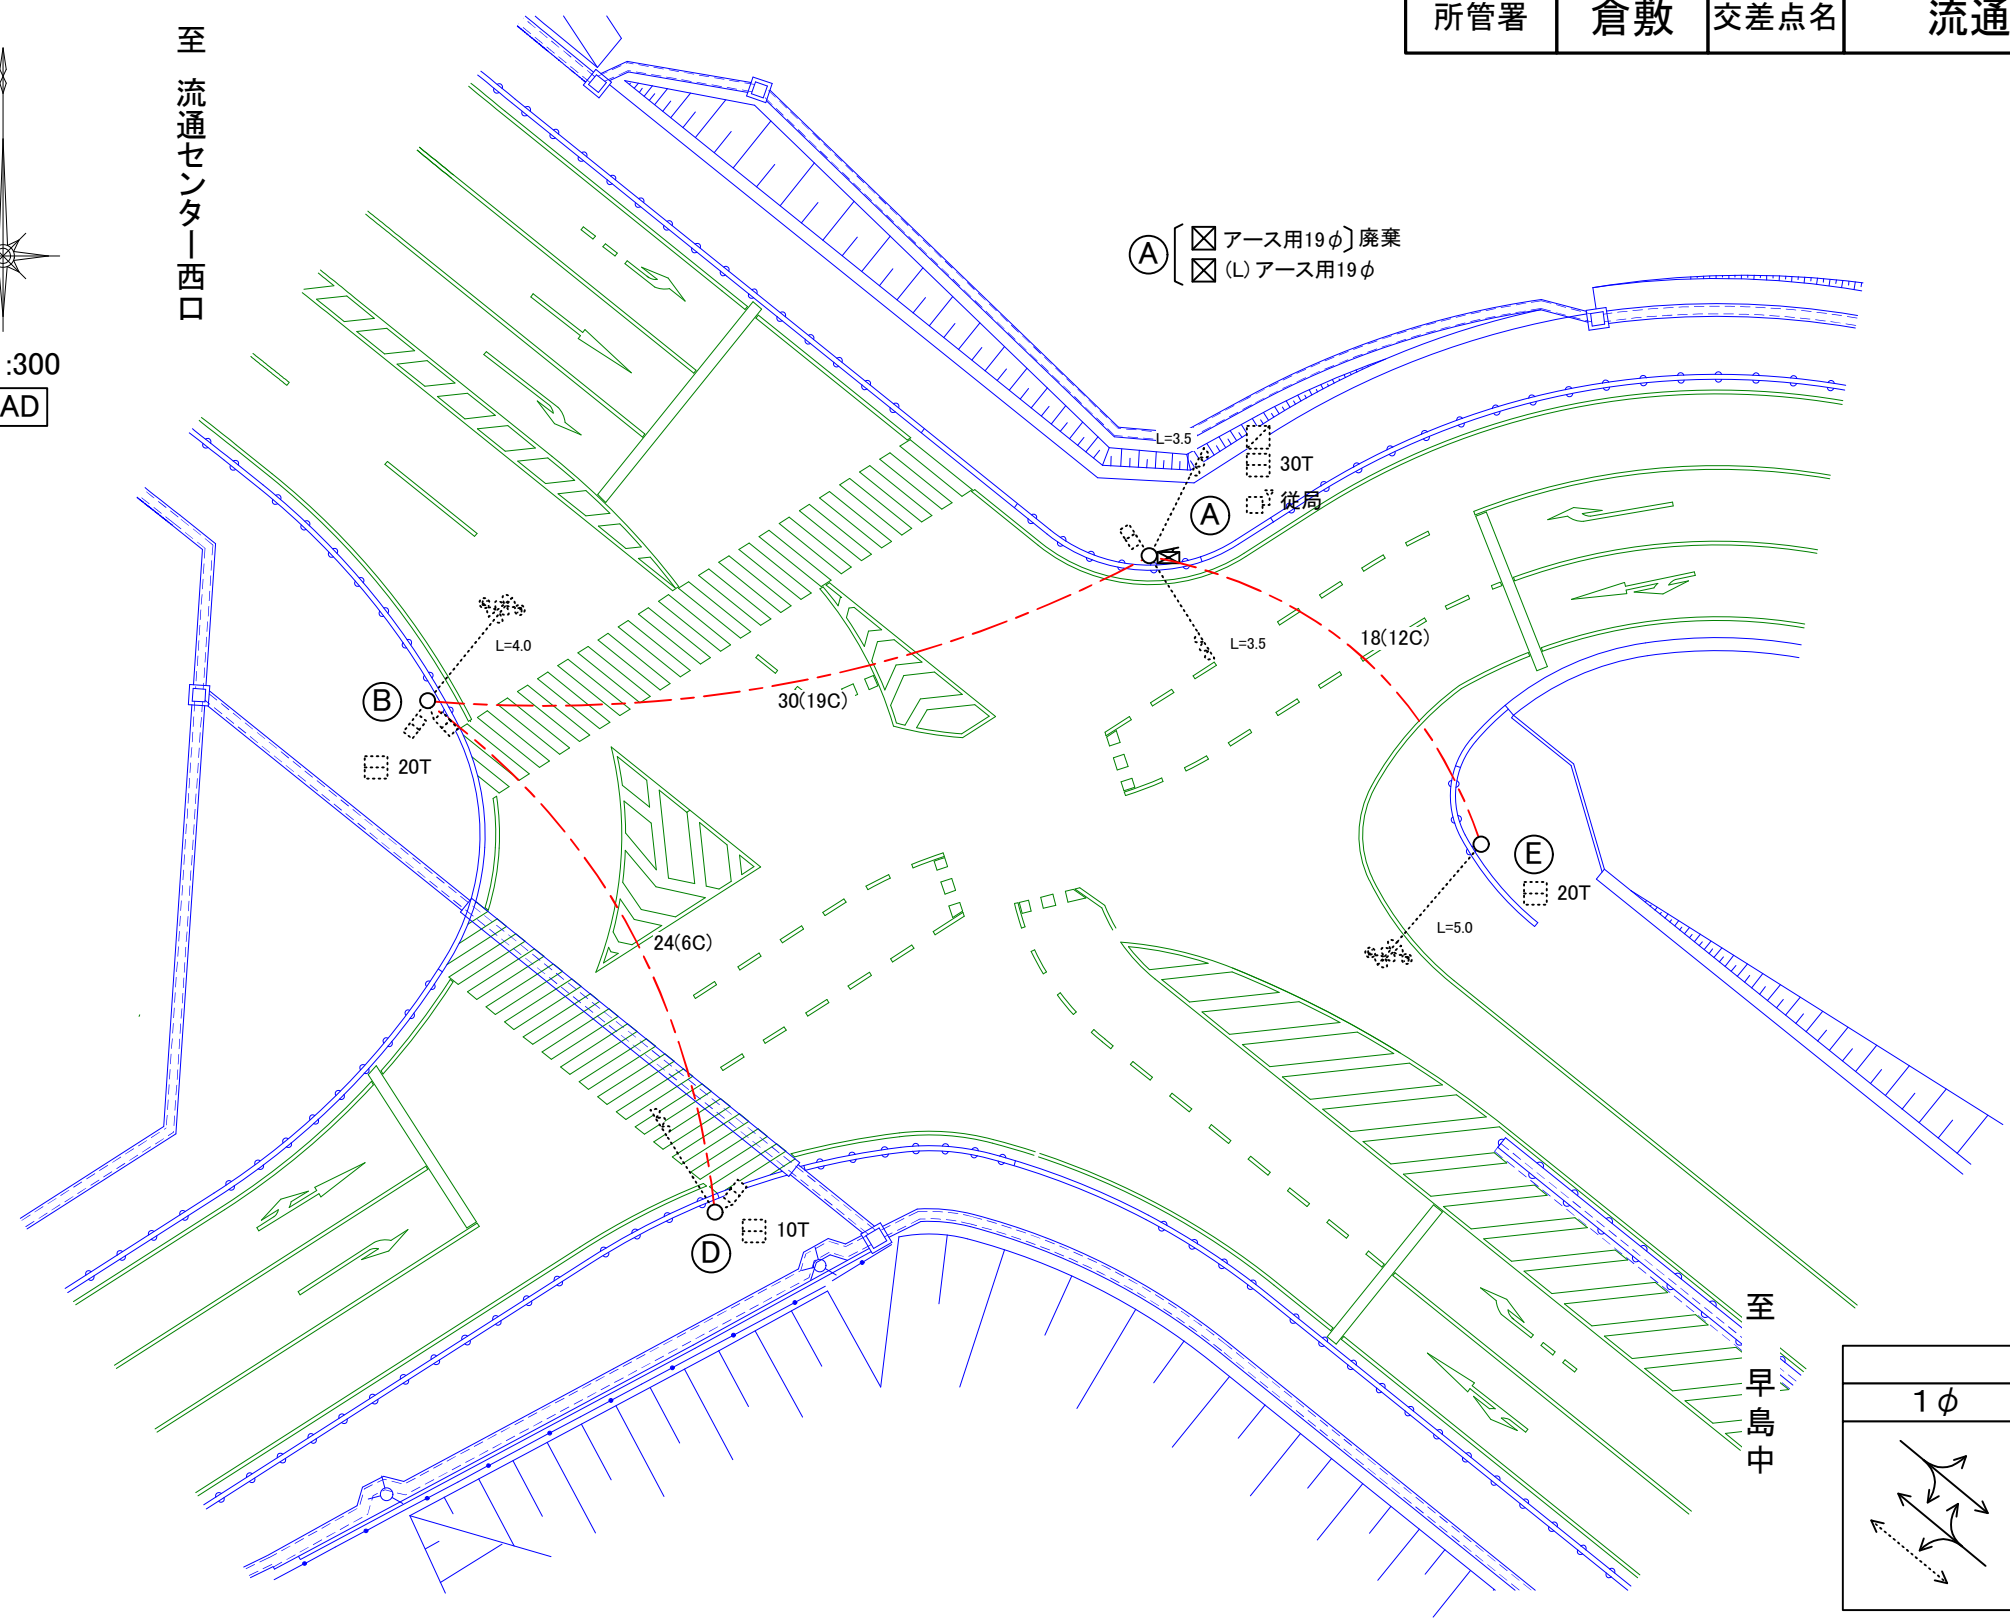 所管署 倉敷 交差点名 流通
至 流通センター西口
:300
AD
A アース用19φ 廃棄
(L)アース用19φ
L=3.5
30T
A 従局
18(12C)
L=3.5
L=4.0
B
30(19C)
20T
E
20T
L=5.0
24(6C)
10T
D
至 早島中
1φ